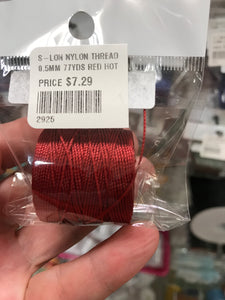 S-LON NYLON THREAD
0.5MM 77YDS RED HOT
PRICE $7.29
2925